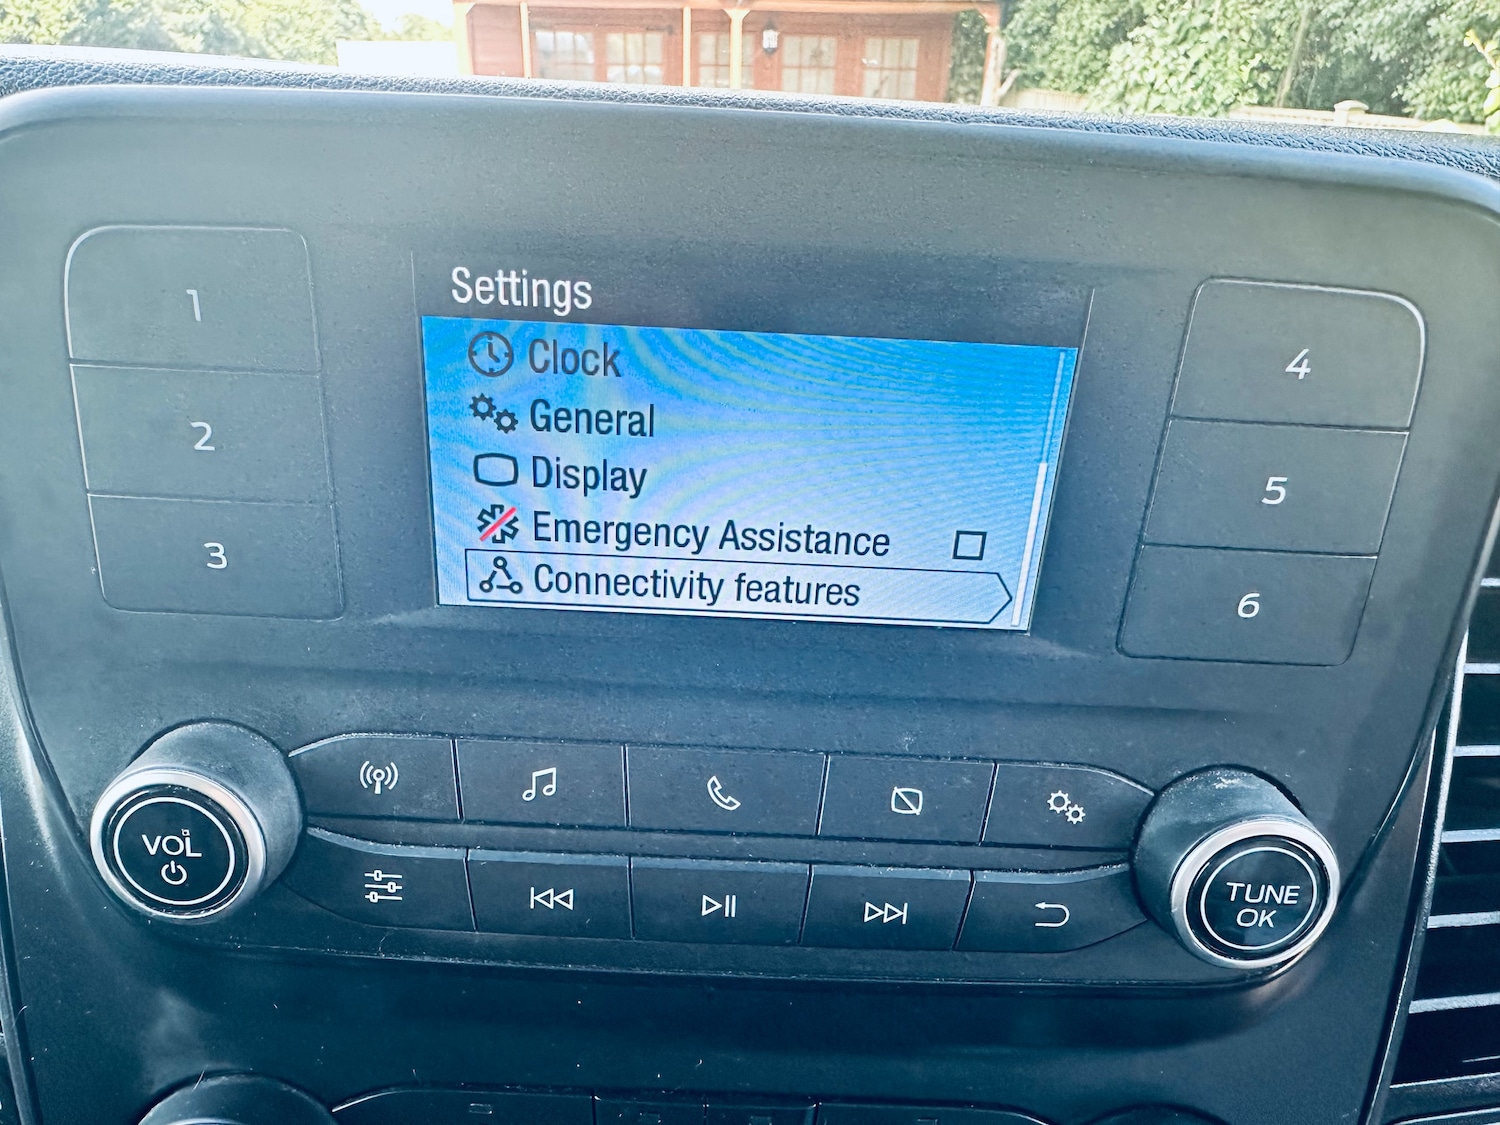 Settings
Clock
General
Display
Emergency Assistance
Connectivity features
1
2
3
4
5
6
VOL
TUNE
OK